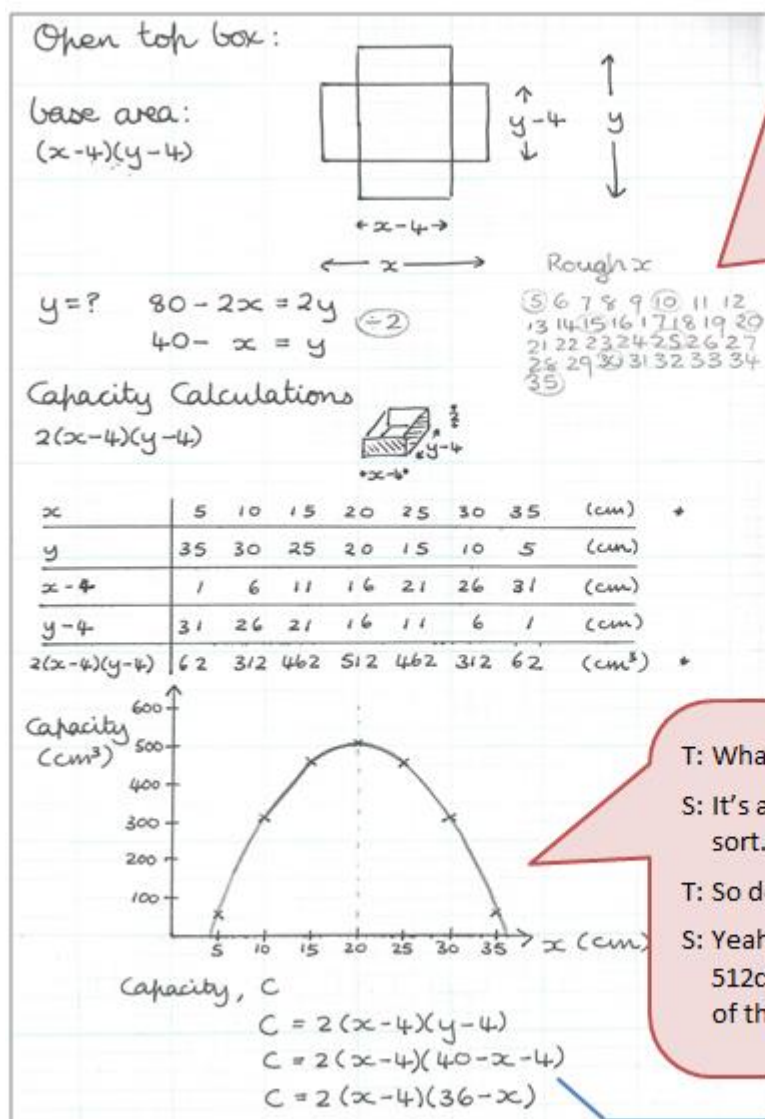 Open top box:
base area:
(x-4)(y-4)
y-4
y
x-4
x
y=? 80-2x=2y ÷2
40- x = y
Rough x
5 6 7 8 9 10 11 12
13 14 15 16 17 18 19 20
21 22 23 24 25 26 27
28 29 30 31 32 33 34
35
Capacity Calculations
2(x-4)(y-4)
2
y-4
x-4
x 5 10 15 20 25 30 35 (cm) *
y 35 30 25 20 15 10 5 (cm)
x-4 1 6 11 16 21 26 31 (cm)
y-4 31 26 21 16 11 6 1 (cm)
2(x-4)(y-4) 62 312 462 512 462 312 62 (cm³) *
Capacity
(cm³)
600
500
400
300
200
100
5 10 15 20 25 30 35 x (cm)
T: Wha
S: It's a
sort.
T: So d
S: Yeah
512c
of th
Capacity, C
C = 2(x-4)(y-4)
C = 2(x-4)(40-x-4)
C = 2(x-4)(36-x)